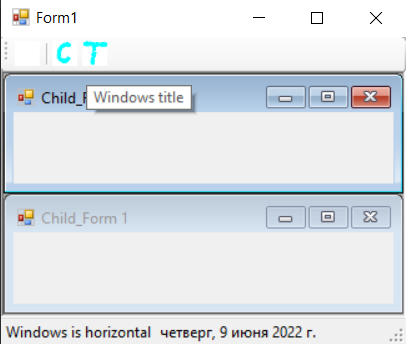 Form1
C T
Child_F
Windows title
Child_Form 1
Windows is horizontal четверг, 9 июня 2022 г.